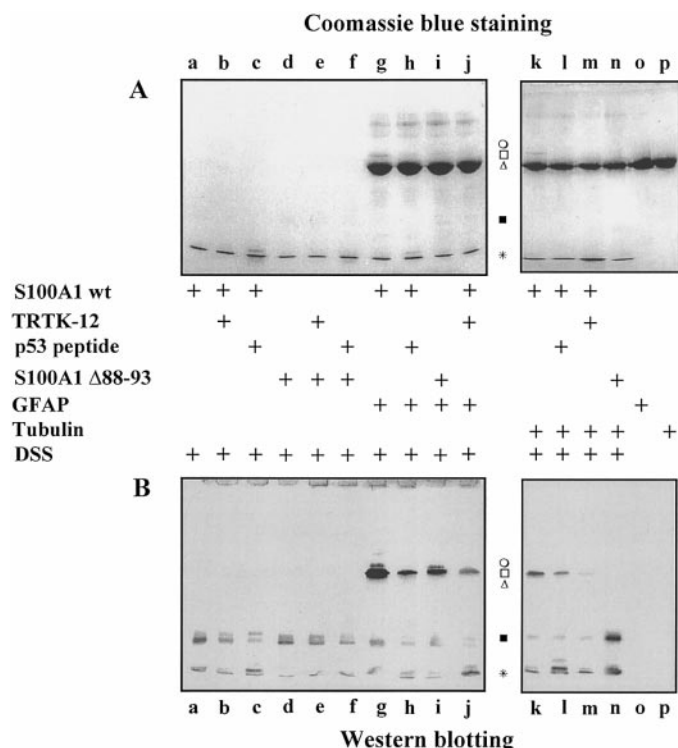 Coomassie blue staining
a b c d e f g h i j k l m n o p
A
○
□
Δ
■
*
S100A1 wt + + + + + + + + +
TRTK-12 + + + +
p53 peptide + + + +
S100A1 Δ88-93 + + + + +
GFAP + + + + +
Tubulin + + + + +
DSS + + + + + + + + + + + + + +
B
○
□
Δ
■
*
a b c d e f g h i j k l m n o p
Western blotting